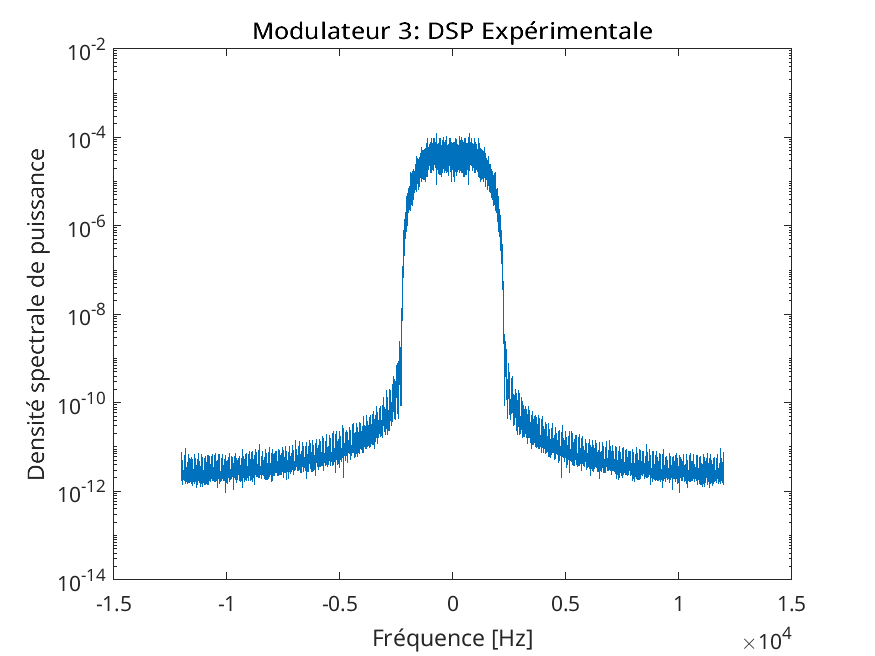 Modulateur 3: DSP Expérimentale
Densité spectrale de puissance
10^-2
10^-4
10^-6
10^-8
10^-10
10^-12
10^-14
-1.5 -1 -0.5 0 0.5 1 1.5
Fréquence [Hz]
×10^4